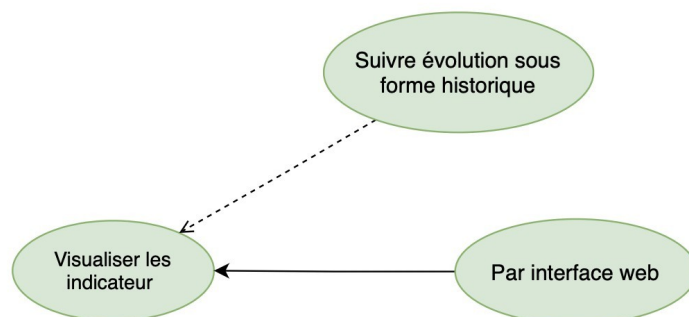 Suivre évolution sous
forme historique
Visualiser les
indicateur
Par interface web